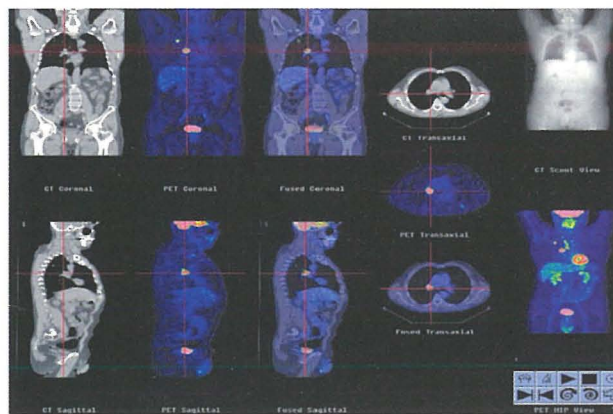 CT Transaxial
CT Coronal
PET Coronal
Fused Coronal
CT Scout View
PET Transaxial
Fused Transaxial
CT Sagittal
PET Sagittal
Fused Sagittal
PET MIP View